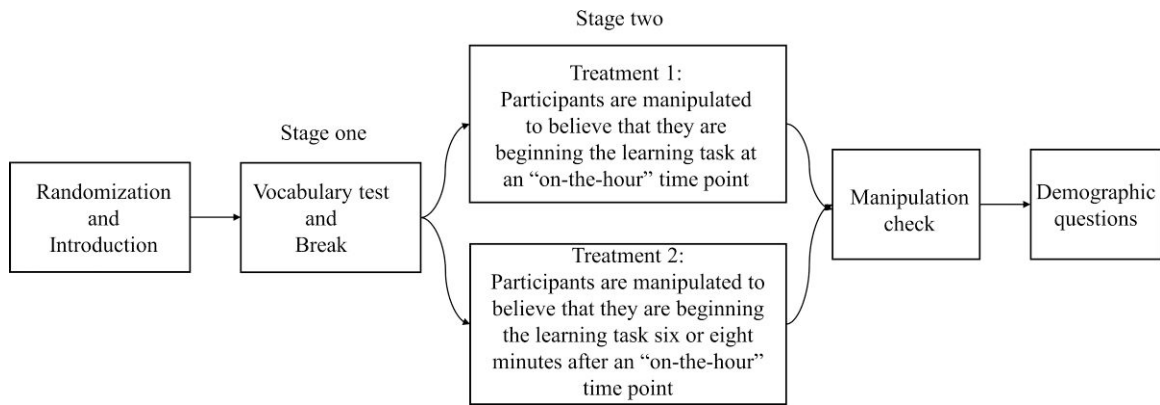 Stage two
Stage one
Randomization
and
Introduction
Vocabulary test
and
Break
Treatment 1:
Participants are manipulated
to believe that they are
beginning the learning task at
an “on-the-hour” time point
Treatment 2:
Participants are manipulated to
believe that they are beginning
the learning task six or eight
minutes after an “on-the-hour”
time point
Manipulation
check
Demographic
questions